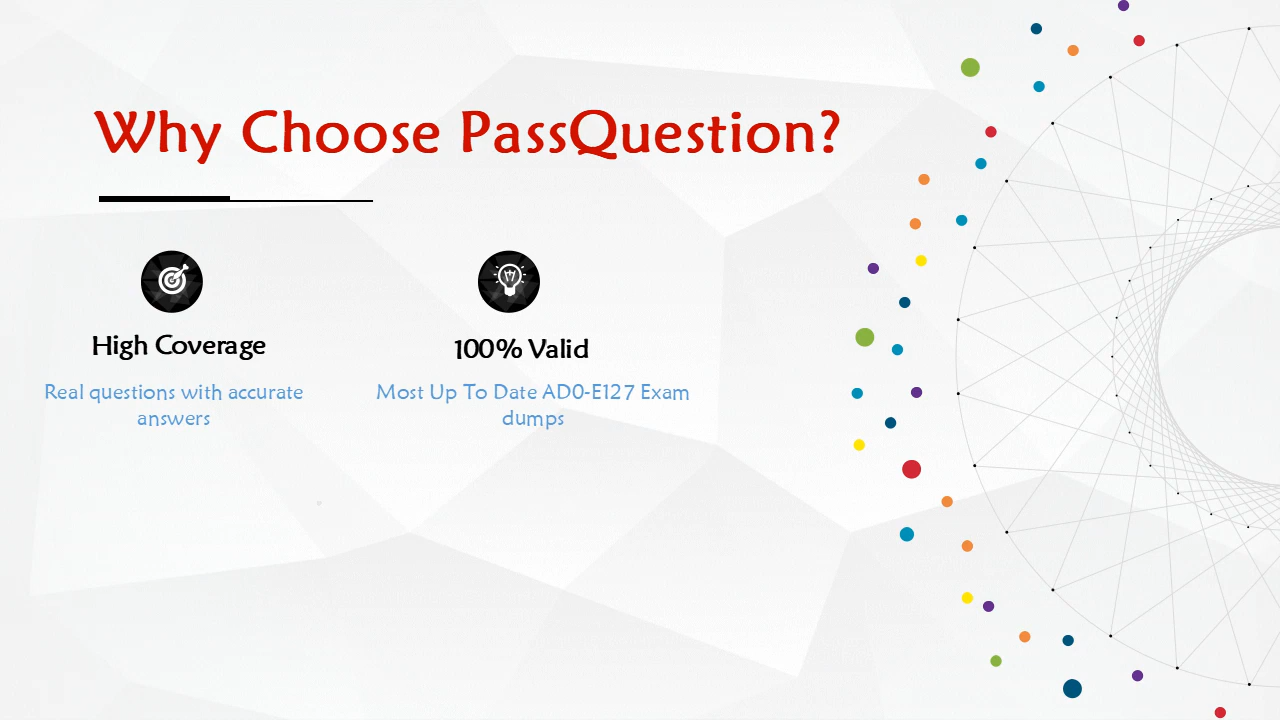 Why Choose PassQuestion?
High Coverage
100% Valid
Real questions with accurate
answers
Most Up To Date AD0-E127 Exam
dumps